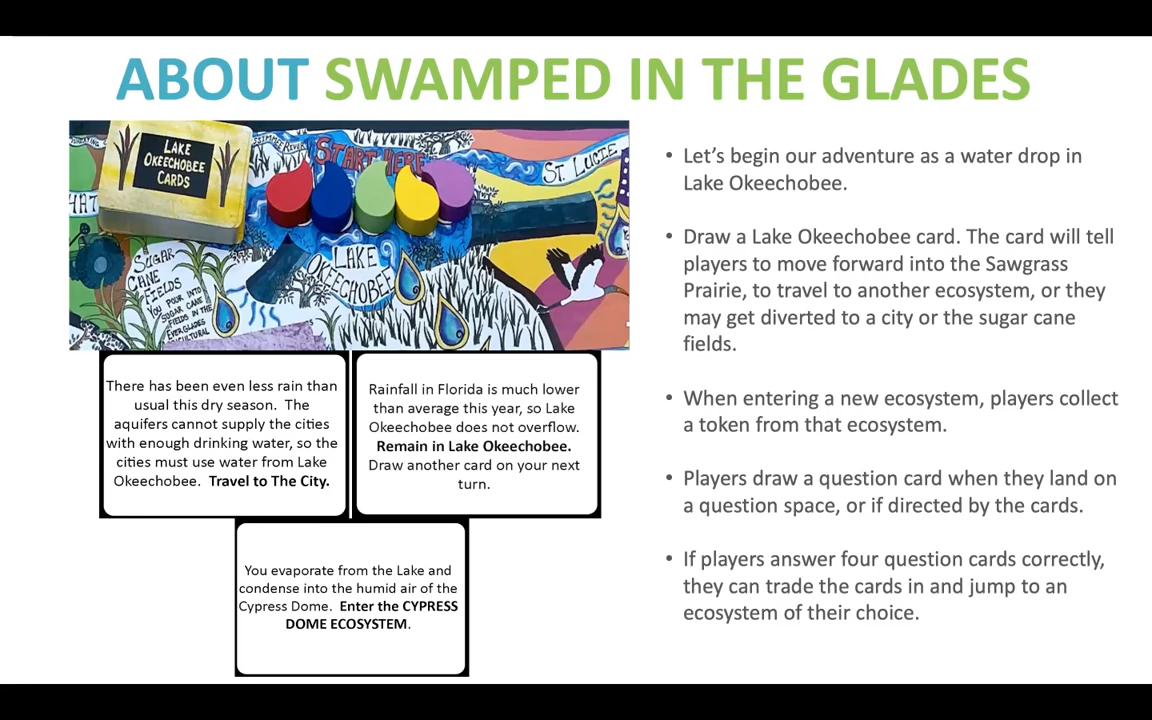 ABOUT SWAMPED IN THE GLADES
LAKE
OKEECHOBEE
CARDS
START HERE
ST. LUCIE
LAKE
OKEECHOBEE
SUGAR
CANE
FIELDS
YOU POUR INTO
SUGAR CANE
FIELDS IN THE
EVERGLADES
There has been even less rain than
usual this dry season. The
aquifers cannot supply the cities
with enough drinking water, so the
cities must use water from Lake
Okeechobee. Travel to The City.
Rainfall in Florida is much lower
than average this year, so Lake
Okeechobee does not overflow.
Remain in Lake Okeechobee.
Draw another card on your next
turn.
You evaporate from the Lake and
condense into the humid air of the
Cypress Dome. Enter the CYPRESS
DOME ECOSYSTEM.
• Let’s begin our adventure as a water drop in
Lake Okeechobee.
• Draw a Lake Okeechobee card. The card will tell
players to move forward into the Sawgrass
Prairie, to travel to another ecosystem, or they
may get diverted to a city or the sugar cane
fields.
• When entering a new ecosystem, players collect
a token from that ecosystem.
• Players draw a question card when they land on
a question space, or if directed by the cards.
• If players answer four question cards correctly,
they can trade the cards in and jump to an
ecosystem of their choice.